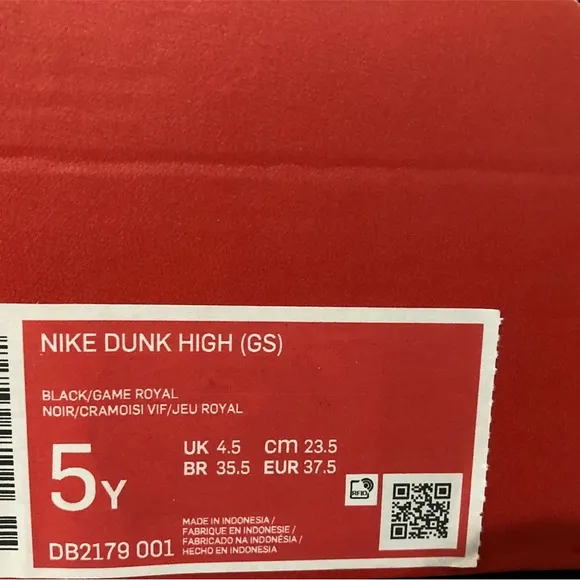 NIKE DUNK HIGH (GS)
BLACK/GAME ROYAL
NOIR/CRAMOISI VIF/JEU ROYAL
5Y
UK 4.5 cm 23.5
BR 35.5 EUR 37.5
RFID
MADE IN INDONESIA/
FABRIQUE EN INDONESIE/
FABRICADO NA INDONÉSIA/
HECHO EN INDONESIA
DB2179 001